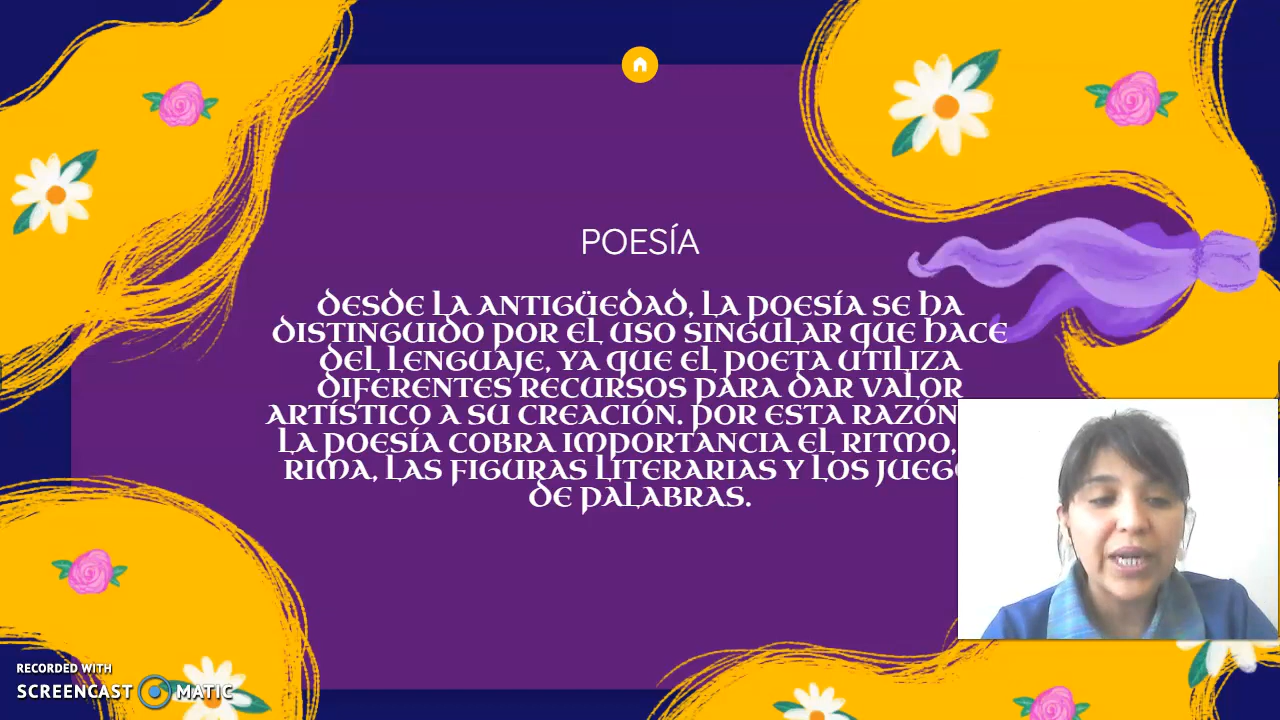 POESÍA
DESDE LA ANTIGÜEDAD, LA POESÍA SE HA
DISTINGUIDO POR EL USO SINGULAR QUE HACE
DEL LENGUAJE, YA QUE EL POETA UTILIZA
DIFERENTES RECURSOS PARA DAR VALOR
ARTÍSTICO A SU CREACIÓN. POR ESTA RAZÓN
LA POESÍA COBRA IMPORTANCIA EL RITMO,
RIMA, LAS FIGURAS LITERARIAS Y LOS
DE PALABRAS.
RECORDED WITH
SCREENCAST MATIC